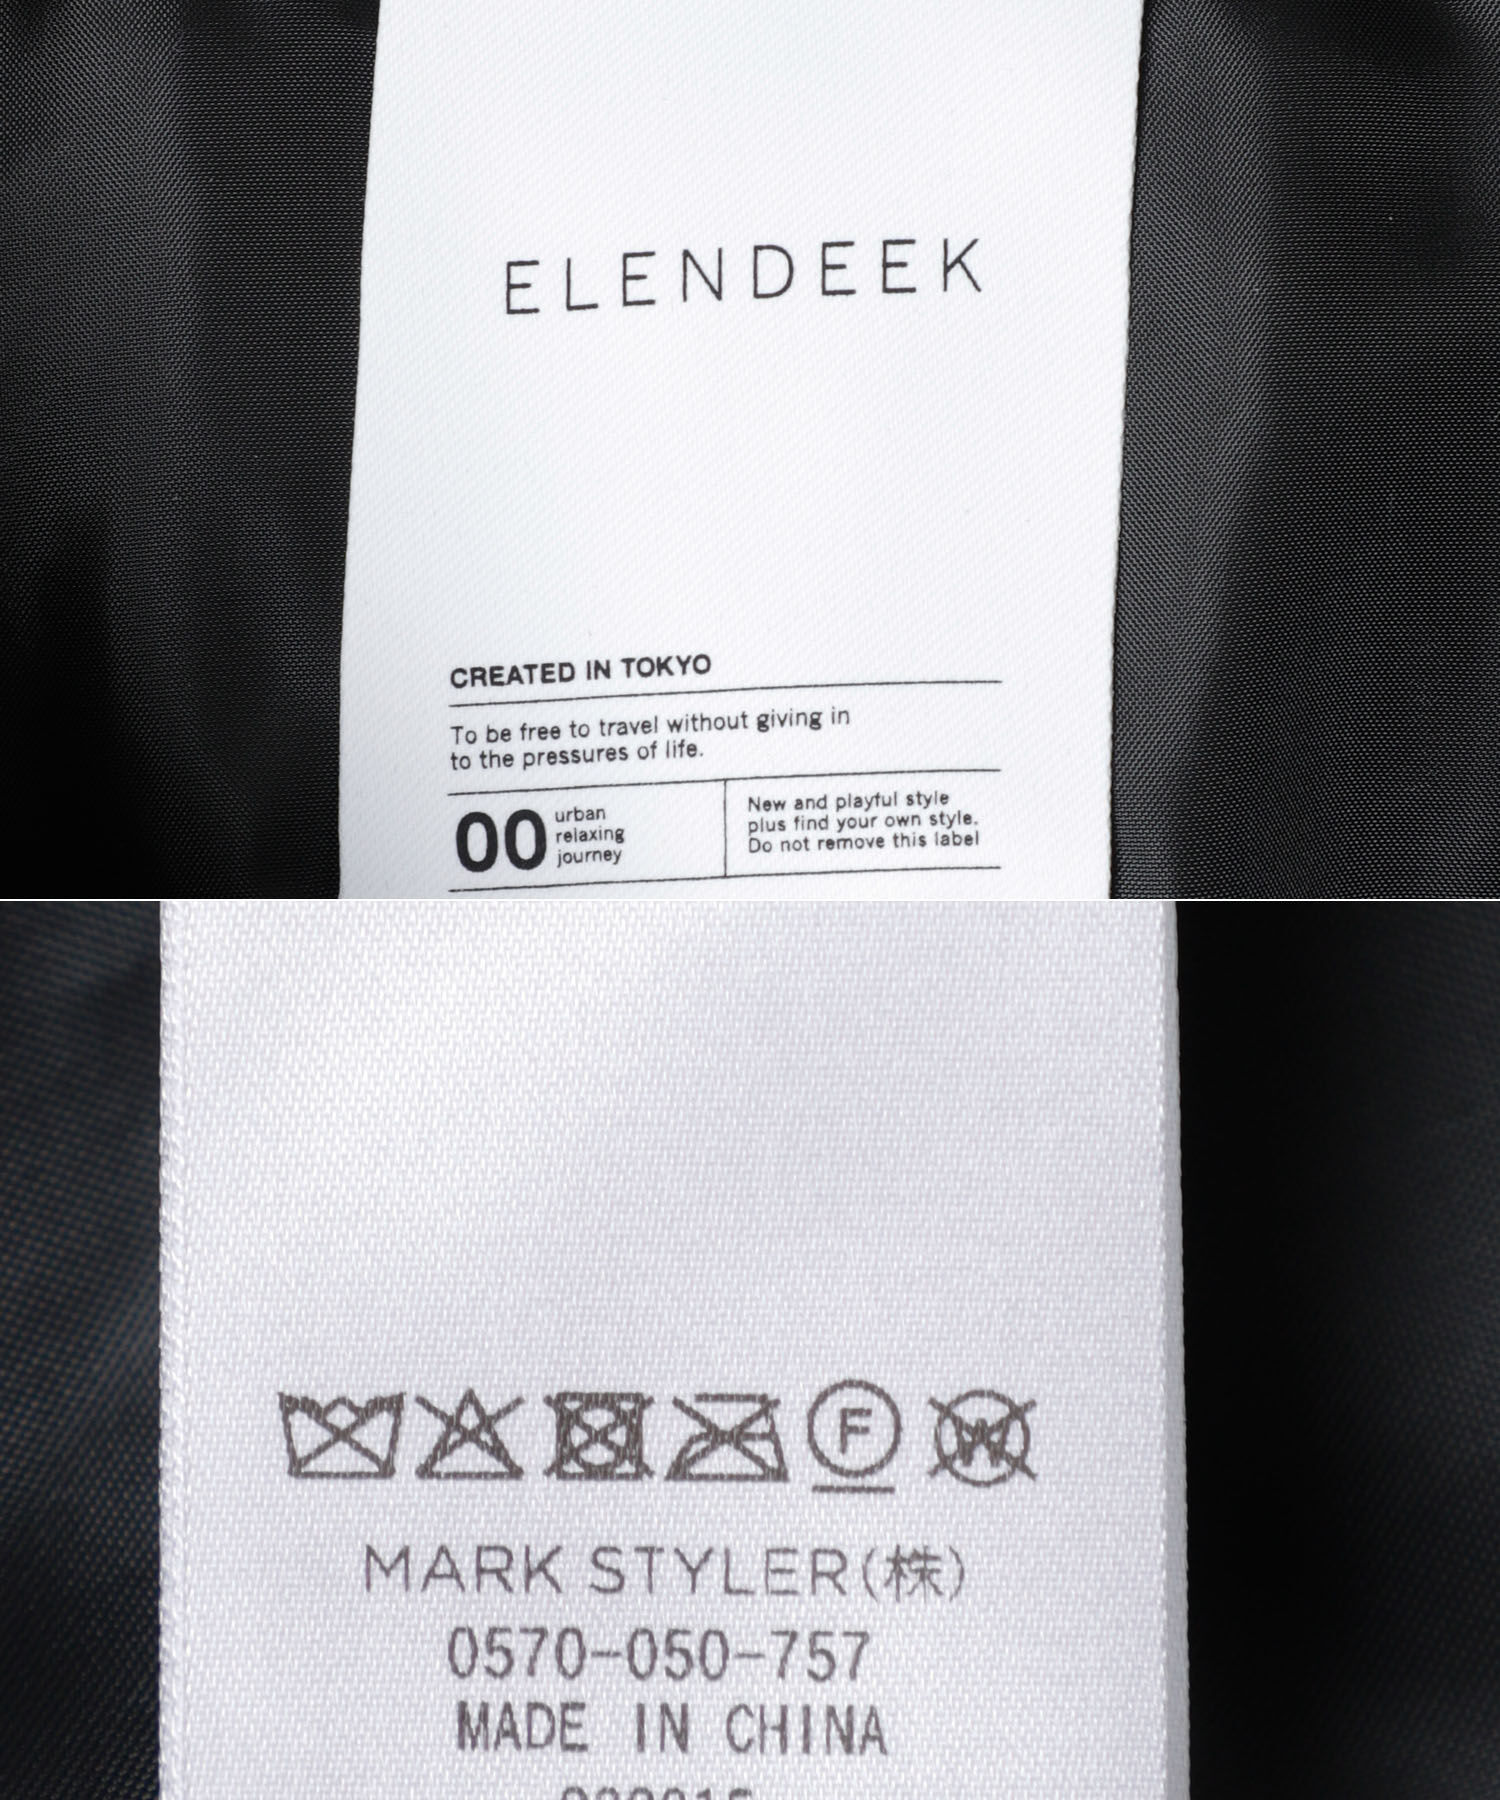 ELENDEEK
CREATED IN TOKYO
To be free to travel without giving in
to the pressures of life.
00
urban
relaxing
journey
New and playful style
plus find your own style.
Do not remove this label
F
W
MARK STYLER(株)
0570-050-757
MADE IN CHINA